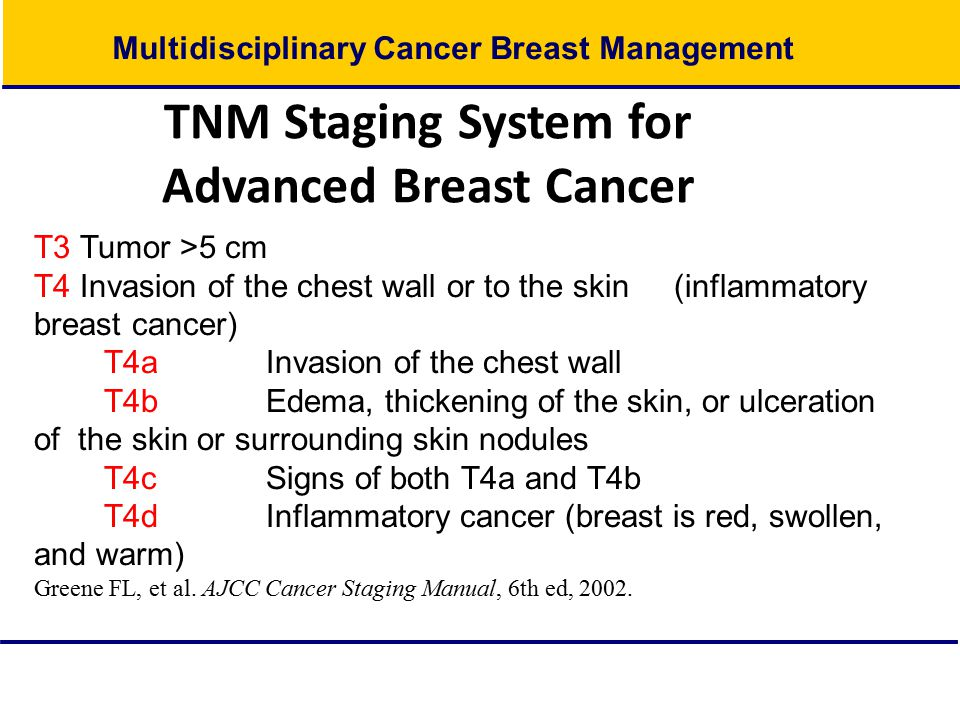 Multidisciplinary Cancer Breast Management
TNM Staging System for
Advanced Breast Cancer
T3 Tumor >5 cm
T4 Invasion of the chest wall or to the skin (inflammatory
breast cancer)
T4a Invasion of the chest wall
T4b Edema, thickening of the skin, or ulceration
of the skin or surrounding skin nodules
T4c Signs of both T4a and T4b
T4d Inflammatory cancer (breast is red, swollen,
and warm)
Greene FL, et al. AJCC Cancer Staging Manual, 6th ed, 2002.